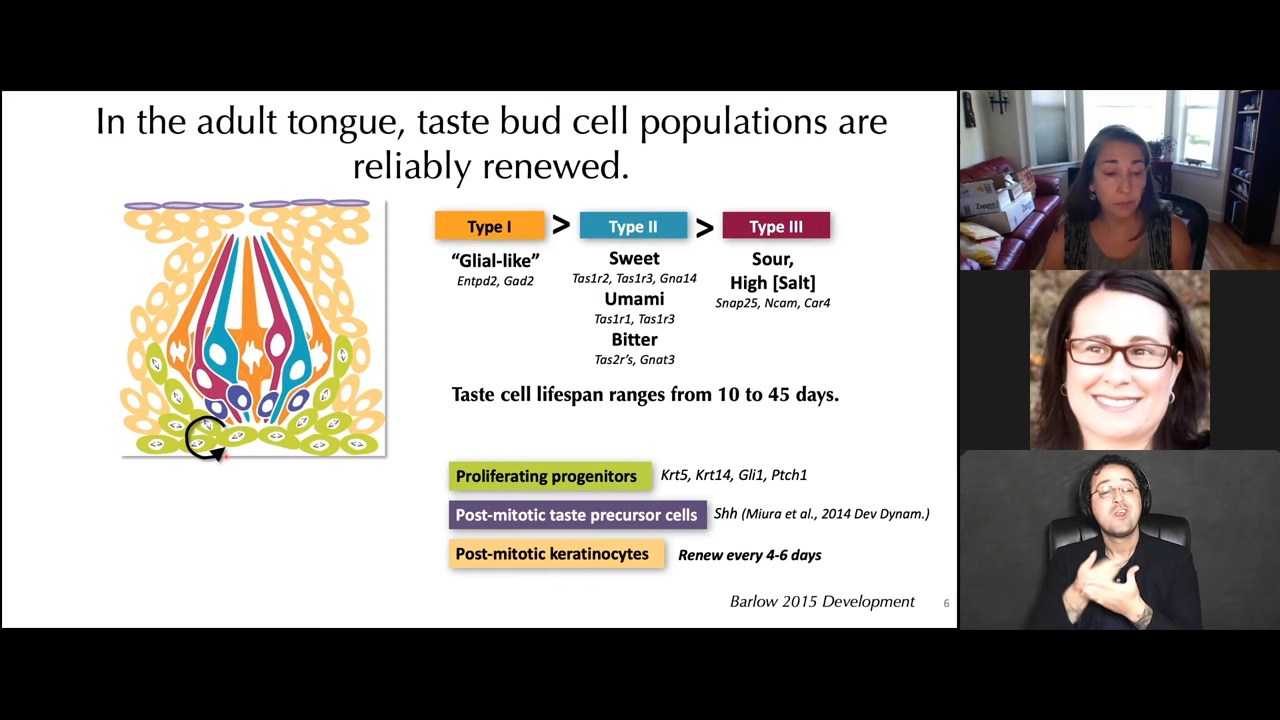 In the adult tongue, taste bud cell populations are
reliably renewed.
Type I > Type II > Type III
“Glial-like”
Entpd2, Gad2
Sweet
Tas1r2, Tas1r3, Gna14
Umami
Tas1r1, Tas1r3
Bitter
Tas2r’s, Gnat3
Sour,
High [Salt]
Snap25, Ncam, Car4
Taste cell lifespan ranges from 10 to 45 days.
Proliferating progenitors Krt5, Krt14, Gli1, Ptch1
Post-mitotic taste precursor cells Shh (Miura et al., 2014 Dev Dynam.)
Post-mitotic keratinocytes Renew every 4-6 days
Barlow 2015 Development 6